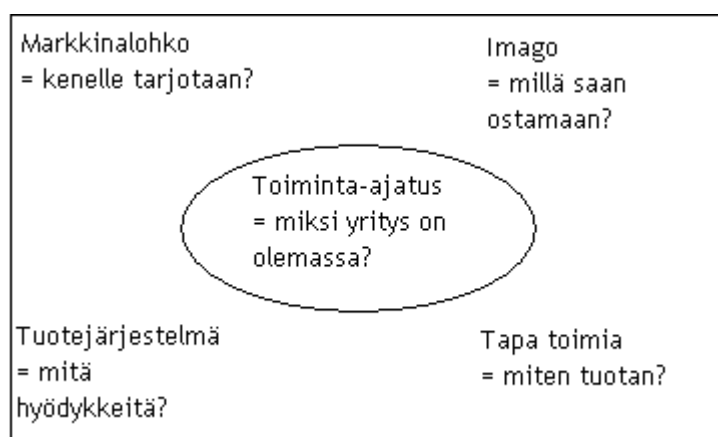 Markkinalohko
= kenelle tarjotaan?
Imago
= millä saan
ostamaan?
Toiminta-ajatus
= miksi yritys on
olemassa?
Tuotejärjestelmä
= mitä
hyödykkeitä?
Tapa toimia
= miten tuotan?